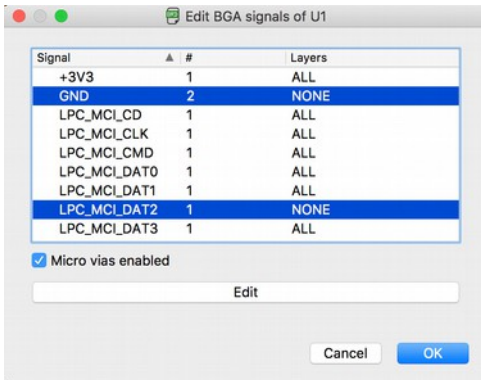 Edit BGA signals of U1
Signal # Layers
+3V3 1 ALL
GND 2 NONE
LPC_MCI_CD 1 ALL
LPC_MCI_CLK 1 ALL
LPC_MCI_CMD 1 ALL
LPC_MCI_DAT0 1 ALL
LPC_MCI_DAT1 1 ALL
LPC_MCI_DAT2 1 NONE
LPC_MCI_DAT3 1 ALL
Micro vias enabled
Edit
Cancel OK